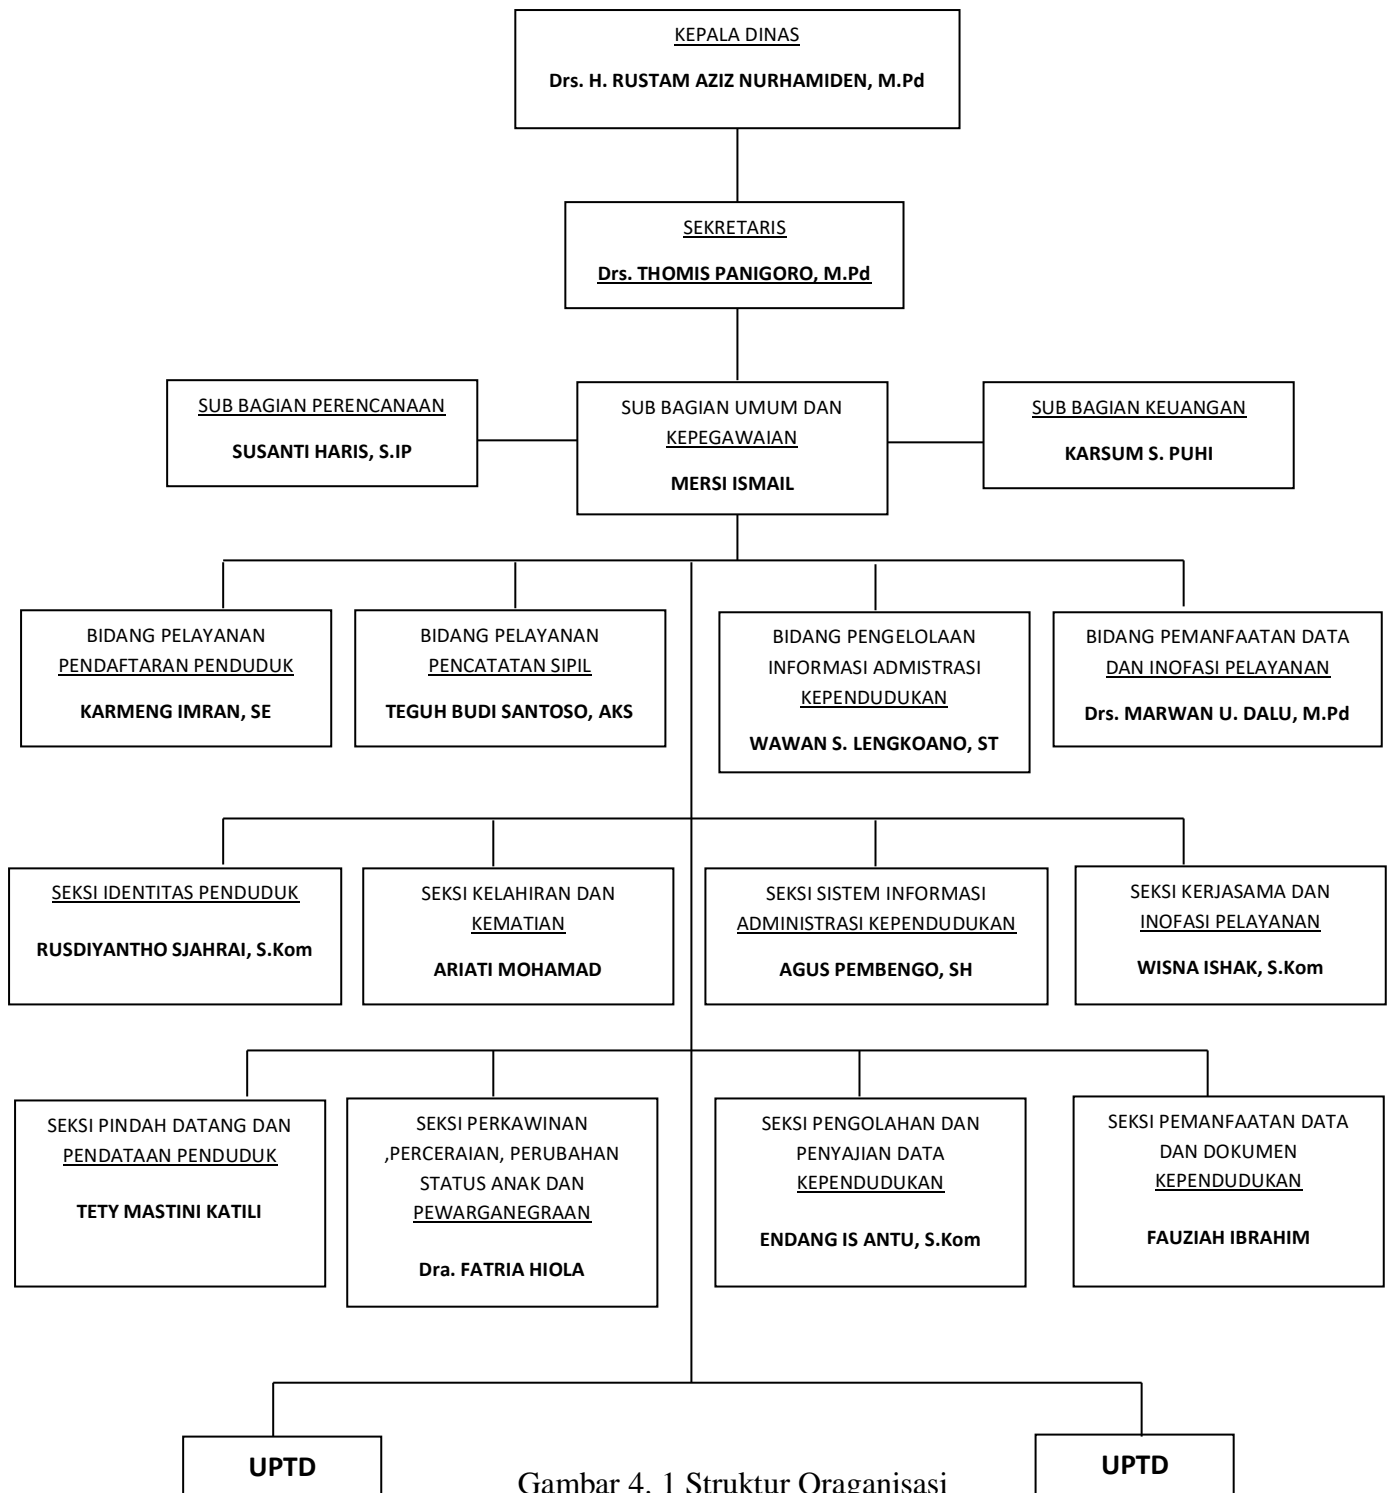 KEPALA DINAS
Drs. H. RUSTAM AZIZ NURHAMIDEN, M.Pd
SEKRETARIS
Drs. THOMIS PANIGORO, M.Pd
SUB BAGIAN PERENCANAAN
SUSANTI HARIS, S.IP
SUB BAGIAN UMUM DAN
KEPEGAWAIAN
MERSI ISMAIL
SUB BAGIAN KEUANGAN
KARSUM S. PUHI
BIDANG PELAYANAN
PENDAFTARAN PENDUDUK
KARMENG IMRAN, SE
BIDANG PELAYANAN
PENCATATAN SIPIL
TEGUH BUDI SANTOSO, AKS
BIDANG PENGELOLAAN
INFORMASI ADMISTRASI
KEPENDUDUKAN
WAWAN S. LENGKOANO, ST
BIDANG PEMANFAATAN DATA
DAN INOFASI PELAYANAN
Drs. MARWAN U. DALU, M.Pd
SEKSI IDENTITAS PENDUDUK
RUSDIYANTHO SJAHRAI, S.Kom
SEKSI KELAHIRAN DAN
KEMATIAN
ARIATI MOHAMAD
SEKSI SISTEM INFORMASI
ADMINISTRASI KEPENDUDUKAN
AGUS PEMBENGO, SH
SEKSI KERJASAMA DAN
INOFASI PELAYANAN
WISNA ISHAK, S.Kom
SEKSI PINDAH DATANG DAN
PENDATAAN PENDUDUK
TETY MASTINI KATILI
SEKSI PERKAWINAN
,PERCERAIAN, PERUBAHAN
STATUS ANAK DAN
PEWARGANEGRAAN
Dra. FATRIA HIOLA
SEKSI PENGOLAHAN DAN
PENYAJIAN DATA
KEPENDUDUKAN
ENDANG IS ANTU, S.Kom
SEKSI PEMANFAATAN DATA
DAN DOKUMEN
KEPENDUDUKAN
FAUZIAH IBRAHIM
UPTD
UPTD
Gambar 4. 1 Struktur Oraganisasi